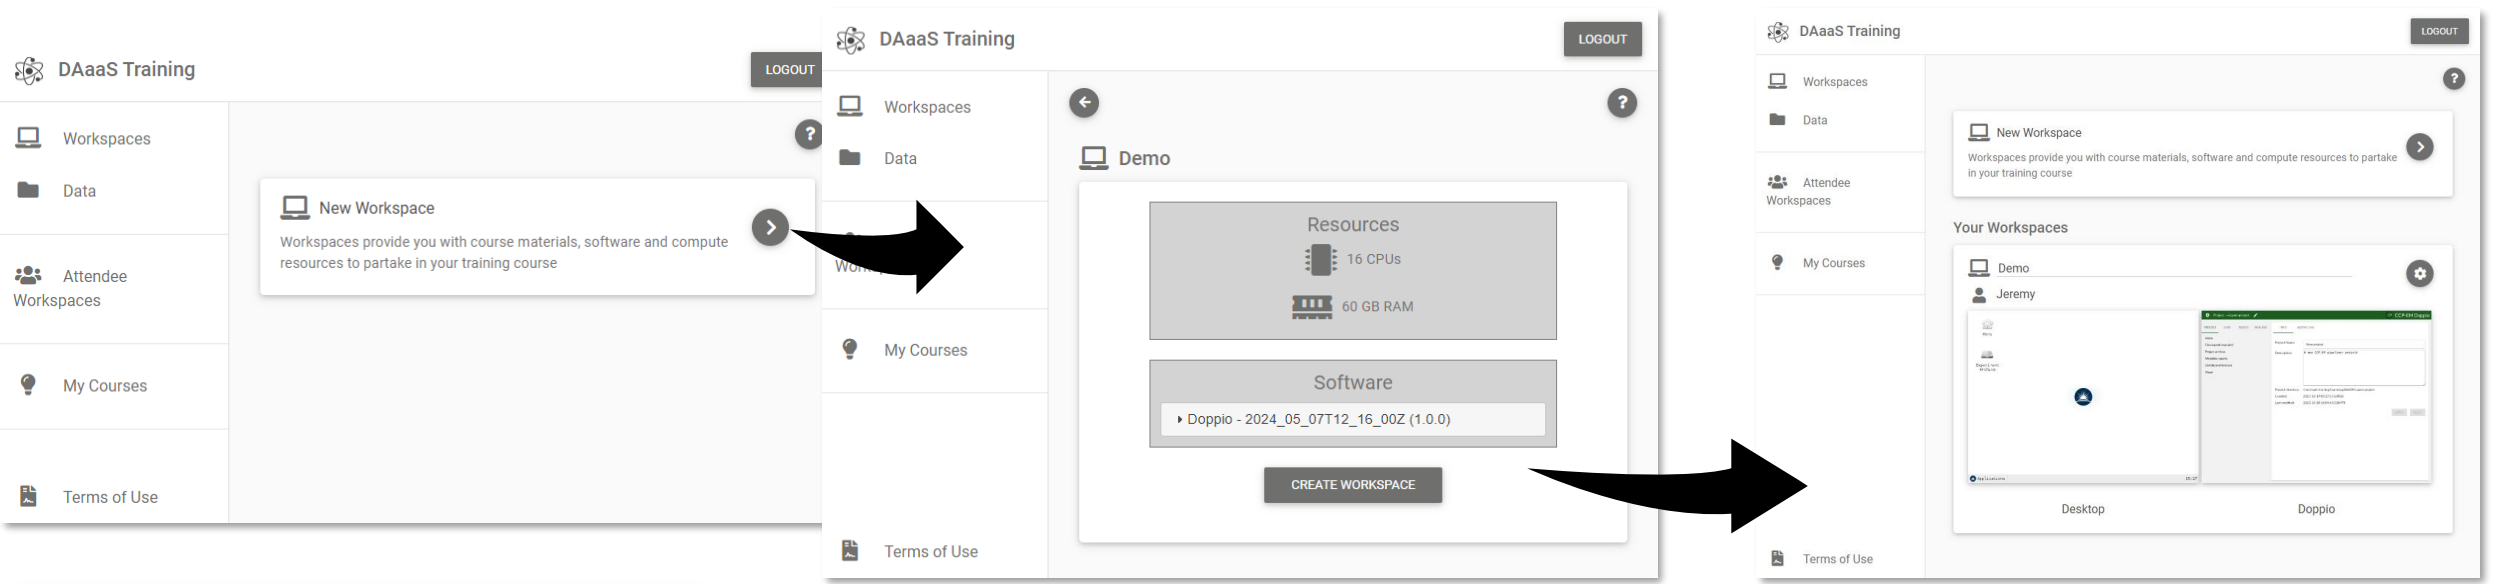 DAaaS Training
LOGOUT
Workspaces
Data
Attendee
Workspaces
My Courses
Terms of Use
?
New Workspace
Workspaces provide you with course materials, software and compute
resources to partake in your training course
DAaaS Training
LOGOUT
Workspaces
Data
My Courses
Terms of Use
?
Demo
Resources
16 CPUs
60 GB RAM
Software
Doppio - 2024_05_07T12_16_00Z (1.0.0)
CREATE WORKSPACE
DAaaS Training
LOGOUT
Workspaces
Data
Attendee
Workspaces
My Courses
Terms of Use
?
New Workspace
Workspaces provide you with course materials, software and compute resources to partake
in your training course
Your Workspaces
Demo
Jeremy
Applications
CCP-EM Doppio
Desktop
Doppio